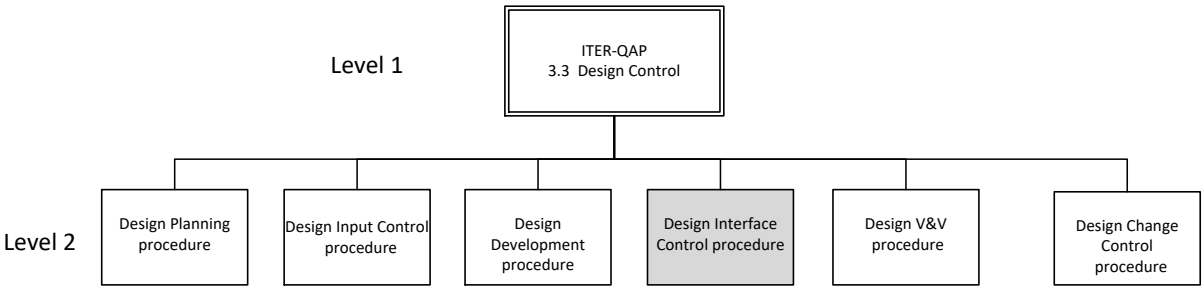 ITER-QAP
3.3 Design Control
Level 1
Level 2
Design Planning
procedure
Design Input Control
procedure
Design
Development
procedure
Design Interface
Control procedure
Design V&V
procedure
Design Change
Control
procedure